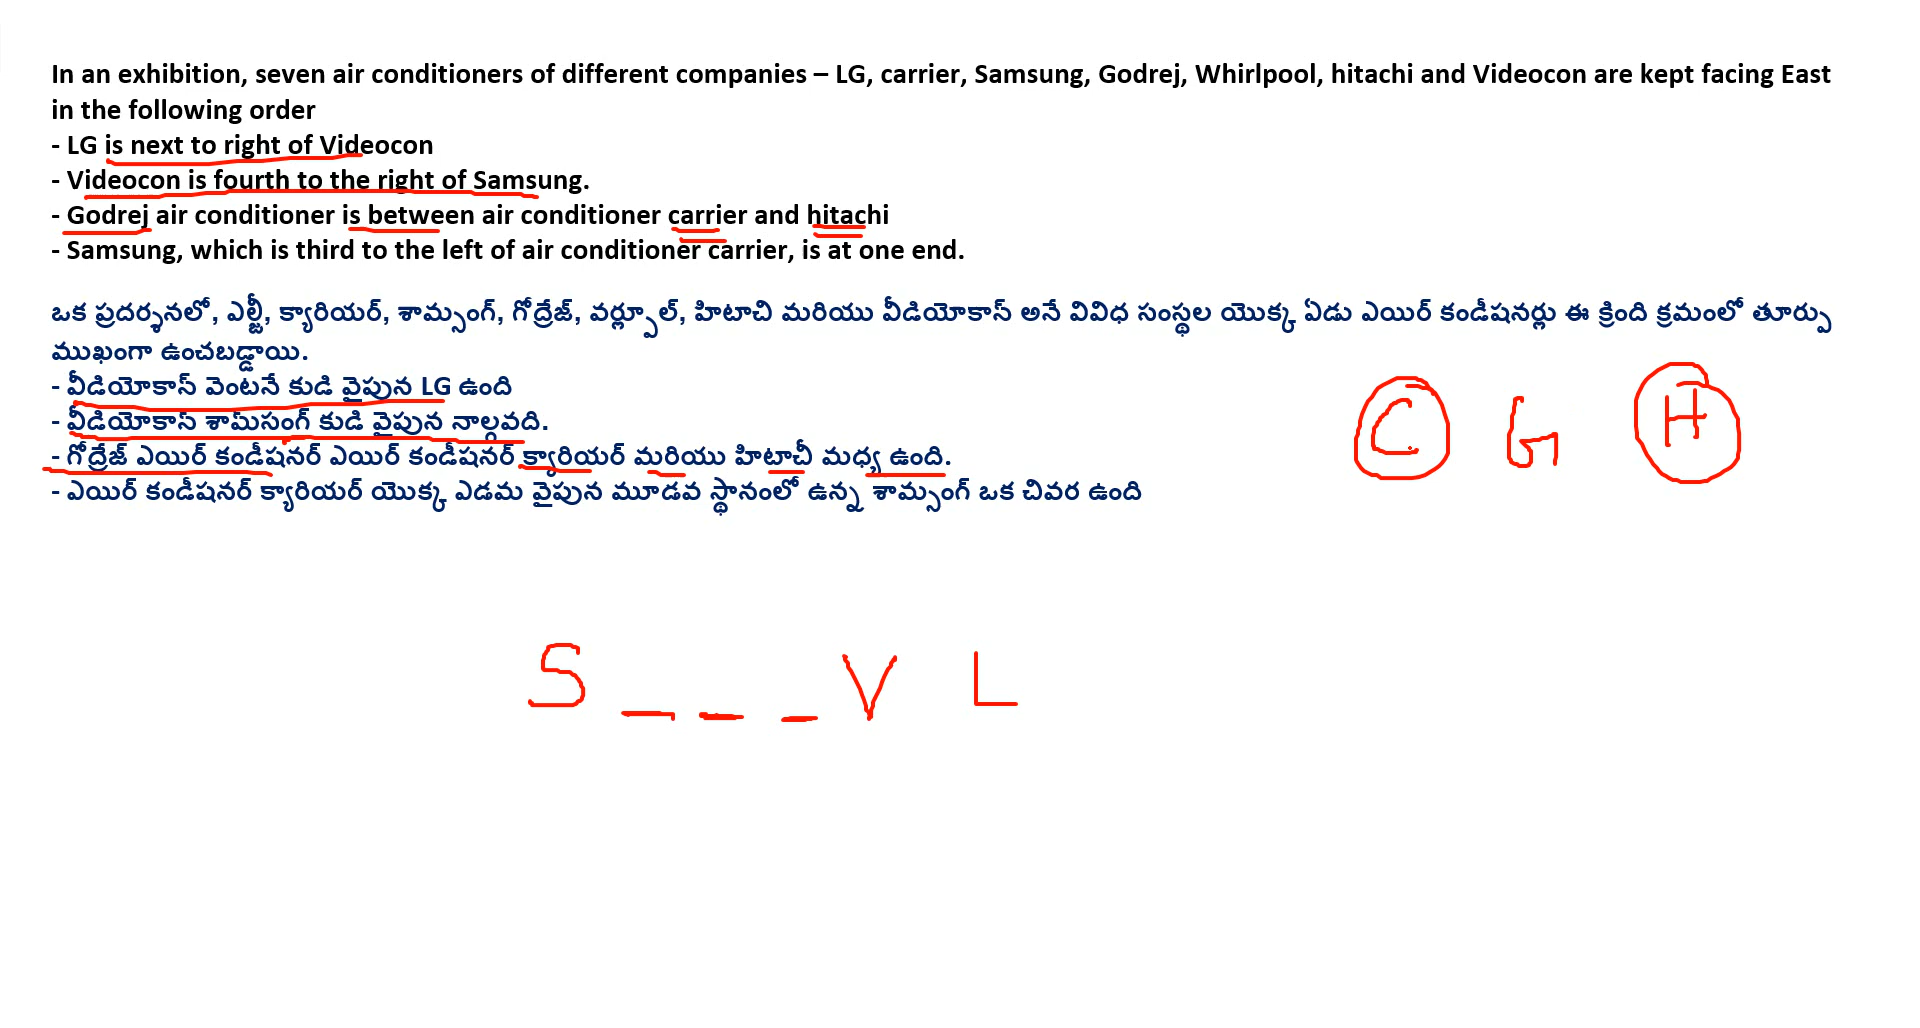 In an exhibition, seven air conditioners of different companies – LG, carrier, Samsung, Godrej, Whirlpool, hitachi and Videocon are kept facing East
in the following order
- LG is next to right of Videocon
- Videocon is fourth to the right of Samsung.
- Godrej air conditioner is between air conditioner carrier and hitachi
- Samsung, which is third to the left of air conditioner carrier, is at one end.
ఒక ప్రదర్శనలో, ఎల్జీ, క్యారియర్, శామ్సంగ్, గోద్రేజ్, వర్ల్పూల్, హిటాచి మరియు వీడియోకాస్ అనే వివిధ సంస్థల యొక్క ఏడు ఎయిర్ కండీషనర్లు ఈ క్రింది క్రమంలో తూర్పు
ముఖంగా ఉంచబడ్డాయి.
- వీడియోకాస్ వెంటనే కుడి వైపున LG ఉంది
- వీడియోకాస్ శామ్‌సంగ్ కుడి వైపున నాల్గవది.
- గోద్రేజ్ ఎయిర్ కండీషనర్ ఎయిర్ కండీషనర్ క్యారియర్ మరియు హిటాచీ మధ్య ఉంది.
- ఎయిర్ కండీషనర్ క్యారియర్ యొక్క ఎడమ వైపున మూడవ స్థానంలో ఉన్న శామ్సంగ్ ఒక చివర ఉంది
C G H
S _ _ _ V L